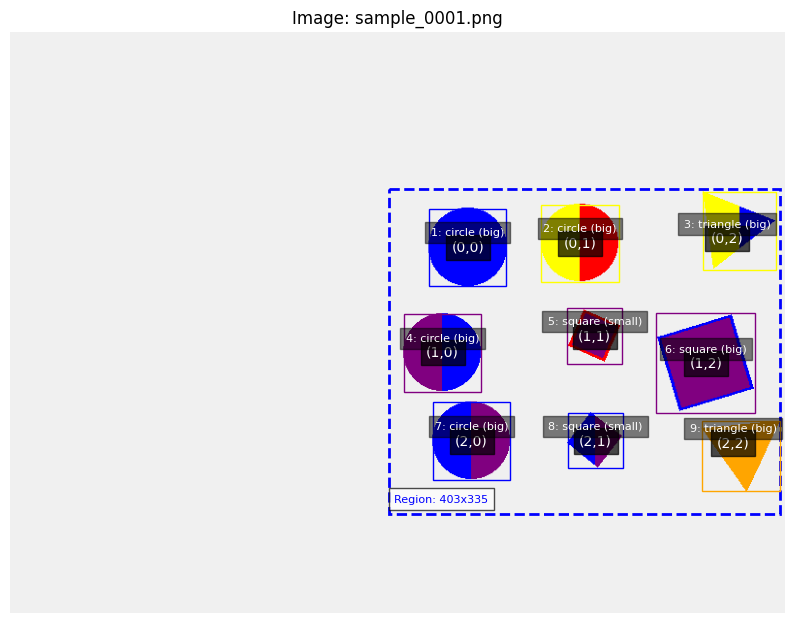 Image: sample_0001.png
1: circle (big)
(0,0)
2: circle (big)
(0,1)
3: triangle (big)
(0,2)
4: circle (big)
(1,0)
5: square (small)
(1,1)
6: square (big)
(1,2)
7: circle (big)
(2,0)
8: square (small)
(2,1)
9: triangle (big)
(2,2)
Region: 403x335